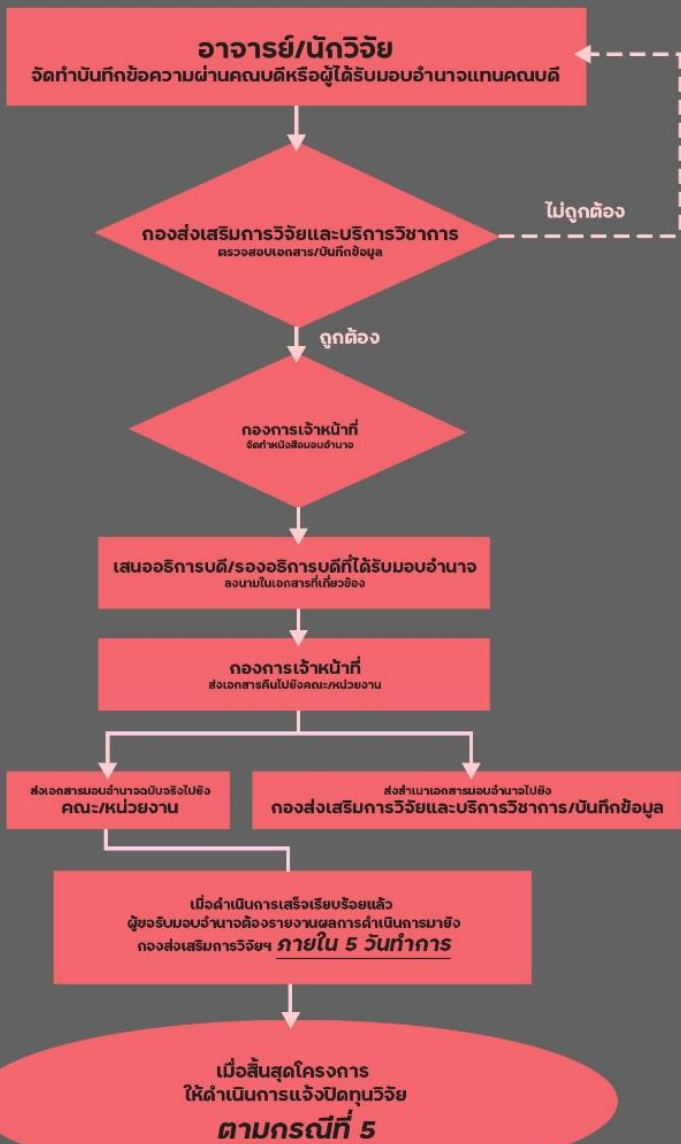 อาจารย์/นักวิจัย
จัดทำบันทึกข้อความผ่านคณบดีหรือผู้ได้รับมอบอำนาจแทนคณบดี
กองส่งเสริมการวิจัยและบริการวิชาการ
ตรวจสอบเอกสาร/บันทึกข้อมูล
ไม่ถูกต้อง
ถูกต้อง
กองการเจ้าหน้าที่
จัดทำหนังสือมอบอำนาจ
เสนออธิการบดี/รองอธิการบดีที่ได้รับมอบอำนาจ
ลงนามในเอกสารที่เกี่ยวข้อง
กองการเจ้าหน้าที่
ส่งเอกสารคืนไปยังคณะ/หน่วยงาน
ส่งเอกสารมอบอำนาจฉบับจริงไปยัง
คณะ/หน่วยงาน
ส่งสำเนาเอกสารมอบอำนาจไปยัง
กองส่งเสริมการวิจัยและบริการวิชาการ/บันทึกข้อมูล
เมื่อดำเนินการเสร็จเรียบร้อยแล้ว
ผู้ขอรับมอบอำนาจต้องรายงานผลการดำเนินการมายัง
กองส่งเสริมการวิจัยฯ ภายใน 5 วันทำการ
เมื่อสิ้นสุดโครงการ
ให้ดำเนินการแจ้งปิดทุนวิจัย
ตามกรณีที่ 5